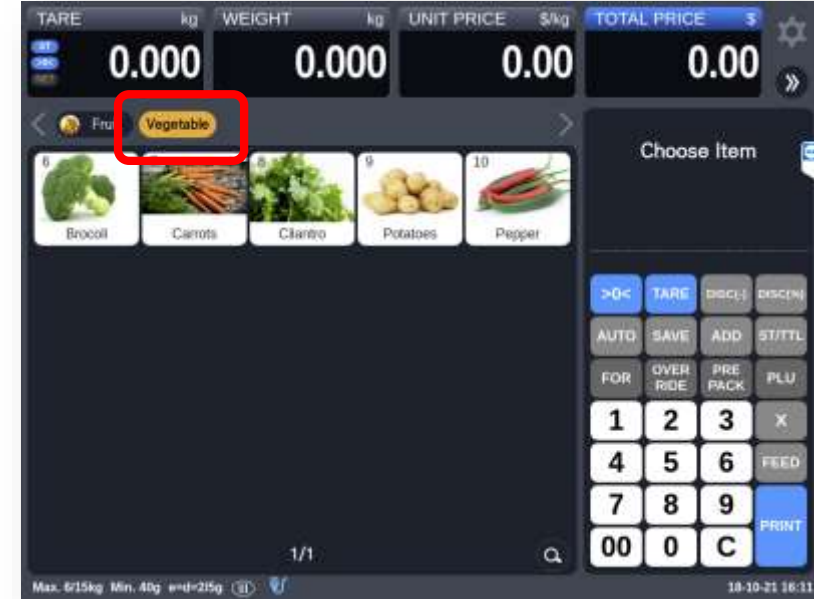 TARE kg WEIGHT kg UNIT PRICE $/kg TOTAL PRICE $
0.000 0.000 0.00 0.00
Vegetable
Choose Item
6 8 9 10
Brocoli Carrots Cilantro Potatoes Pepper
>0< TARE DISC[-] DISC[%]
AUTO SAVE ADD ST/TTL
FOR OVER RIDE PRE PACK PLU
1 2 3 X
4 5 6 FEED
7 8 9 PRINT
00 0 C
1/1
Max. 6/15kg Min. 40g e=d=2/5g
18-10-21 16:11